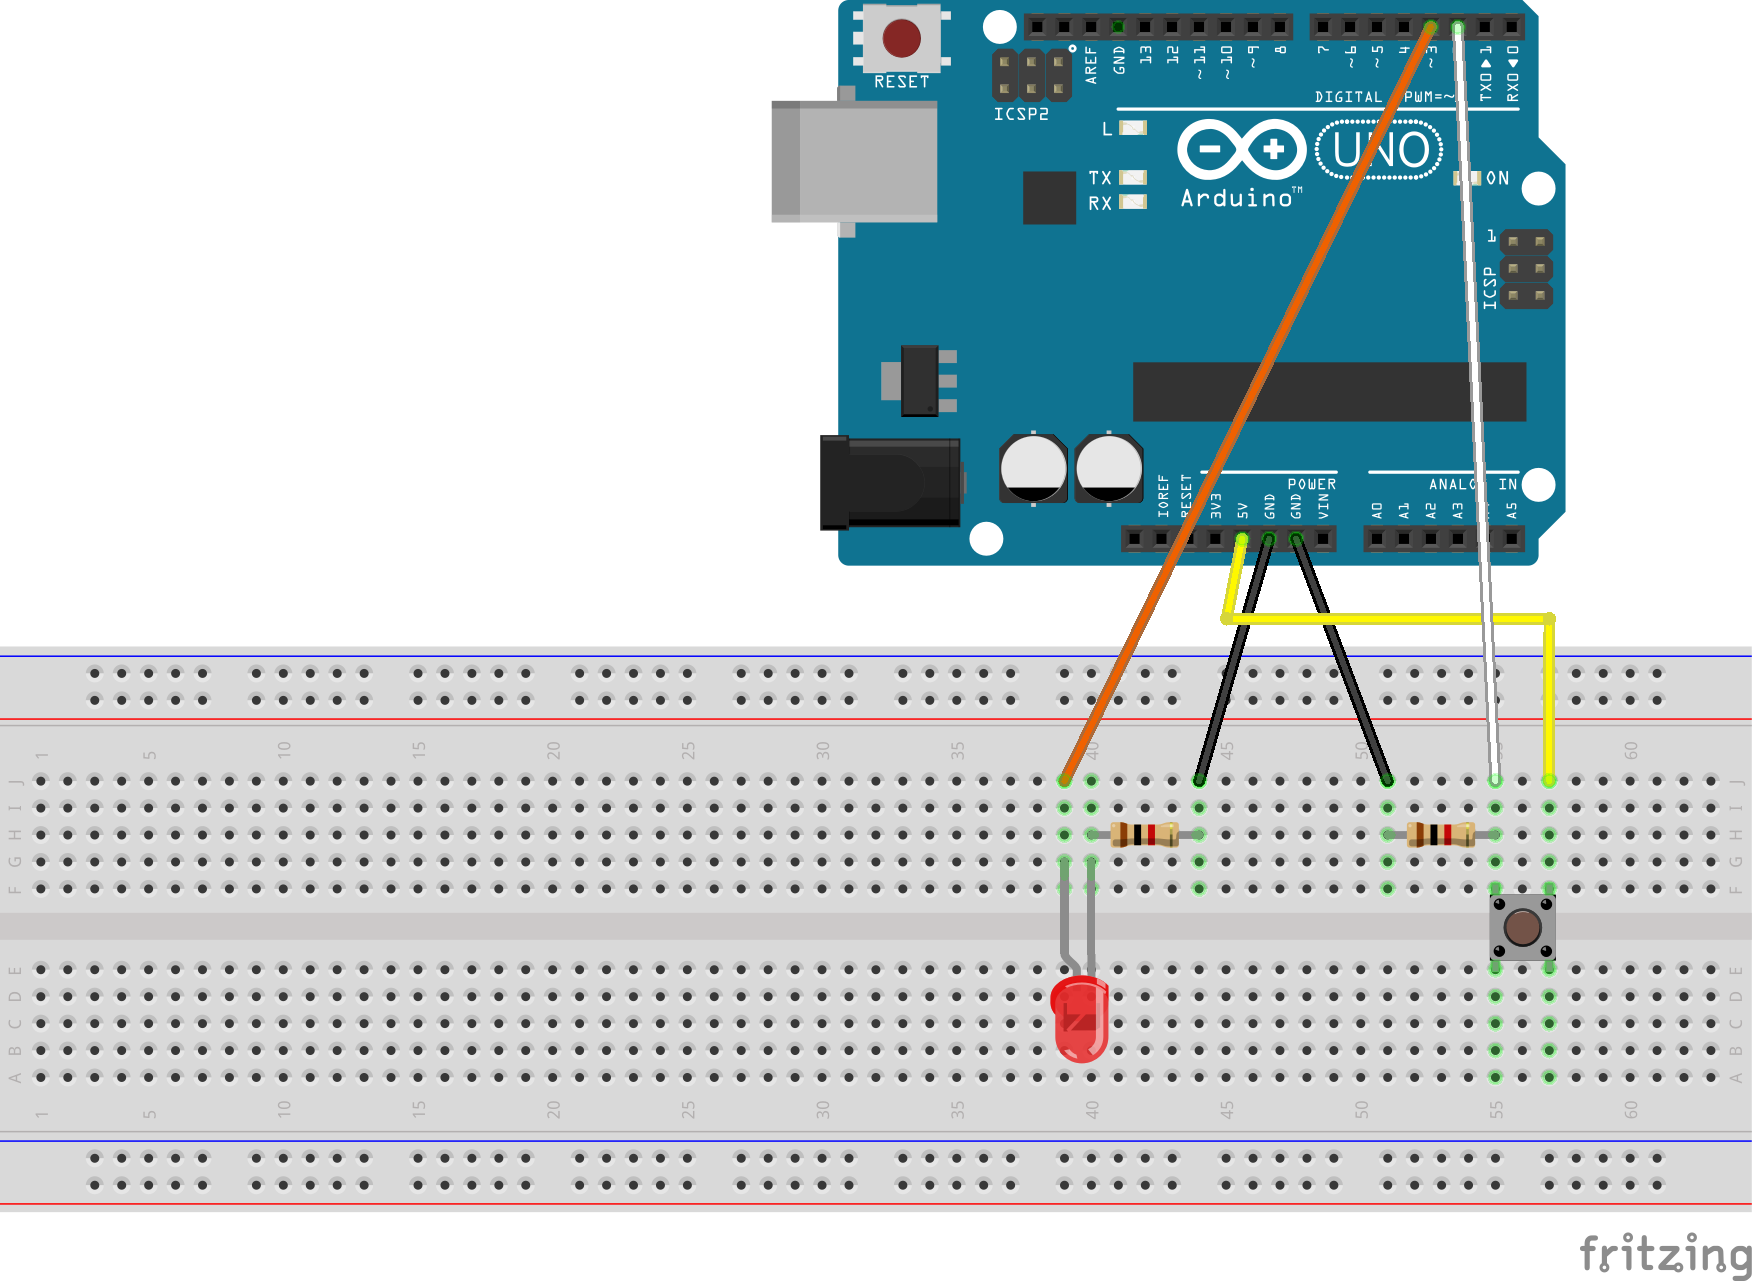 RESET
ICSP2
AREF
GND
13
12
~11
~10
~9
8
7
~6
~5
4
~3
TX0▶1
RX0◀0
DIGITAL PWM=~
L
TX
RX
UNO
Arduino™
ON
1
ICSP
IOREF
RESET
3V3
5V
GND
GND
VIN
POWER
ANALOG IN
A0
A1
A2
A3
A5
1 5 10 15 20 25 30 35 40 45 50 55 60
J J
I I
H H
G G
F F
E E
D D
C C
B B
A A
1 5 10 15 20 25 30 35 40 45 50 55 60
fritzing